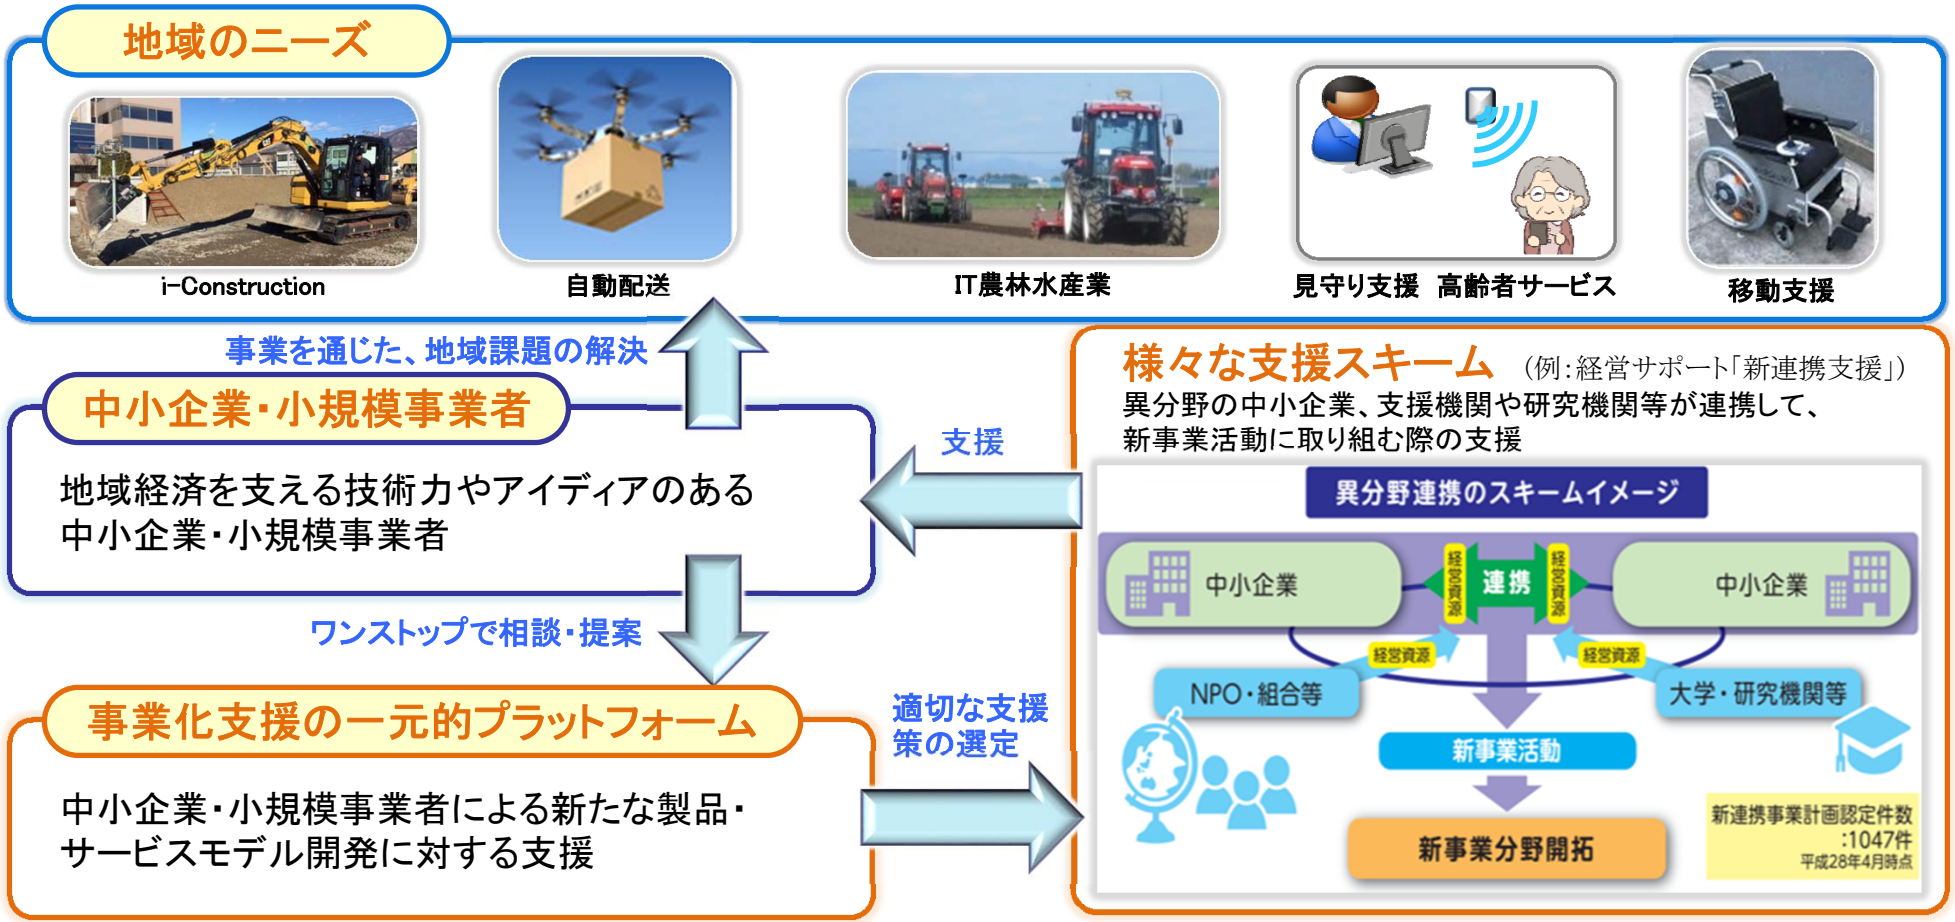 地域のニーズ
i-Construction
自動配送
IT農林水産業
見守り支援 高齢者サービス
移動支援
事業を通じた、地域課題の解決
中小企業・小規模事業者
地域経済を支える技術力やアイディアのある
中小企業・小規模事業者
支援
ワンストップで相談・提案
事業化支援の一元的プラットフォーム
中小企業・小規模事業者による新たな製品・
サービスモデル開発に対する支援
適切な支援
策の選定
様々な支援スキーム (例:経営サポート「新連携支援」)
異分野の中小企業、支援機関や研究機関等が連携して、
新事業活動に取り組む際の支援
異分野連携のスキームイメージ
中小企業
経営資源
連携
経営資源
中小企業
経営資源
経営資源
NPO・組合等
大学・研究機関等
新事業活動
新事業分野開拓
新連携事業計画認定件数
:1047件
平成28年4月時点